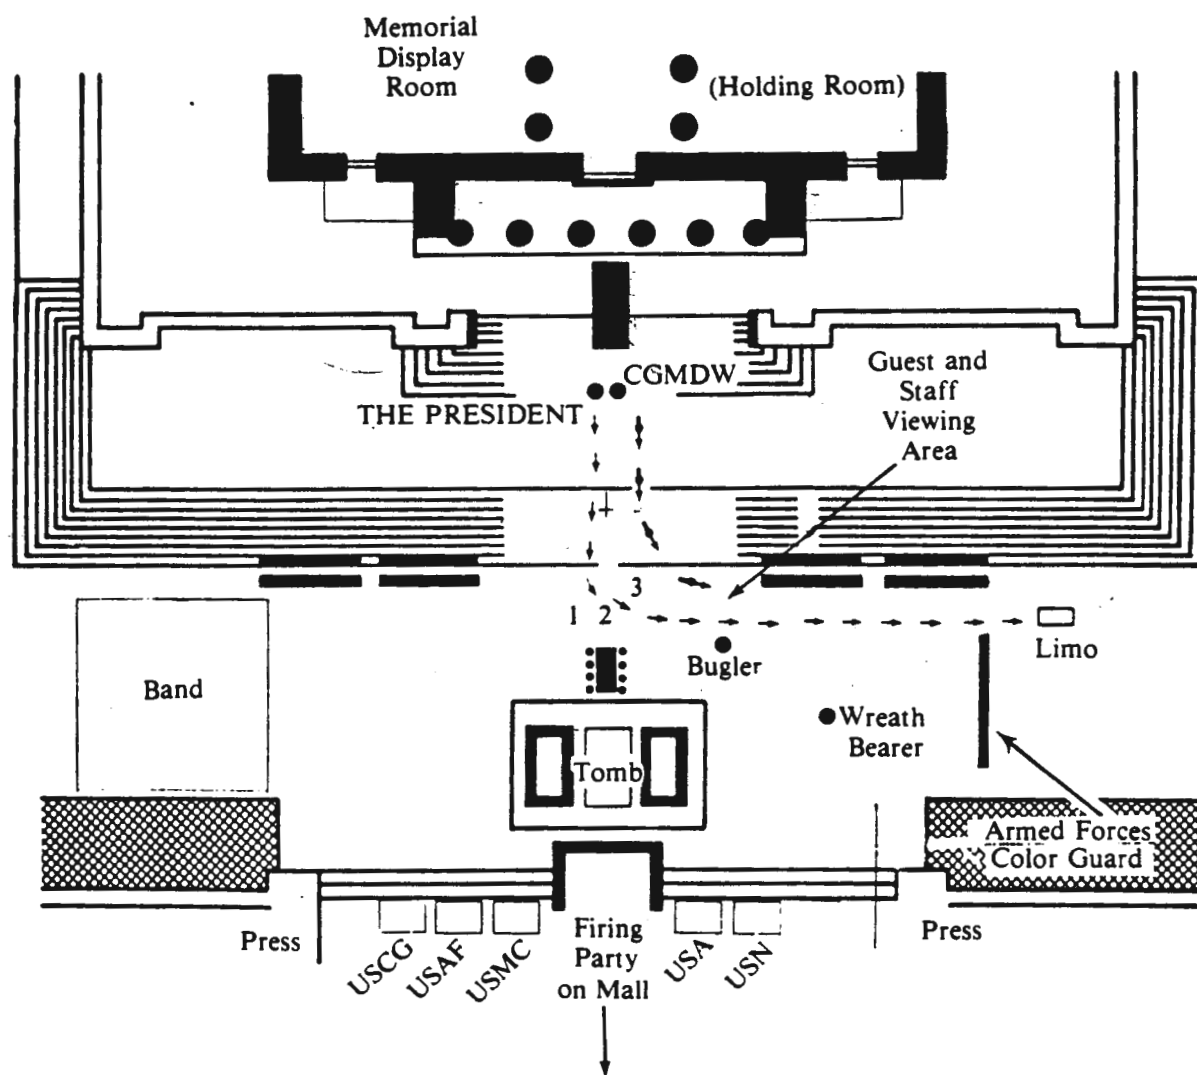 Memorial
Display
Room
(Holding Room)
CGMDW
THE PRESIDENT
Guest and
Staff
Viewing
Area
3
1 2
Limo
Bugler
Band
Wreath
Bearer
Tomb
Armed Forces
Color Guard
Press
USCG
USAF
USMC
Firing
Party
on Mall
USA
USN
Press